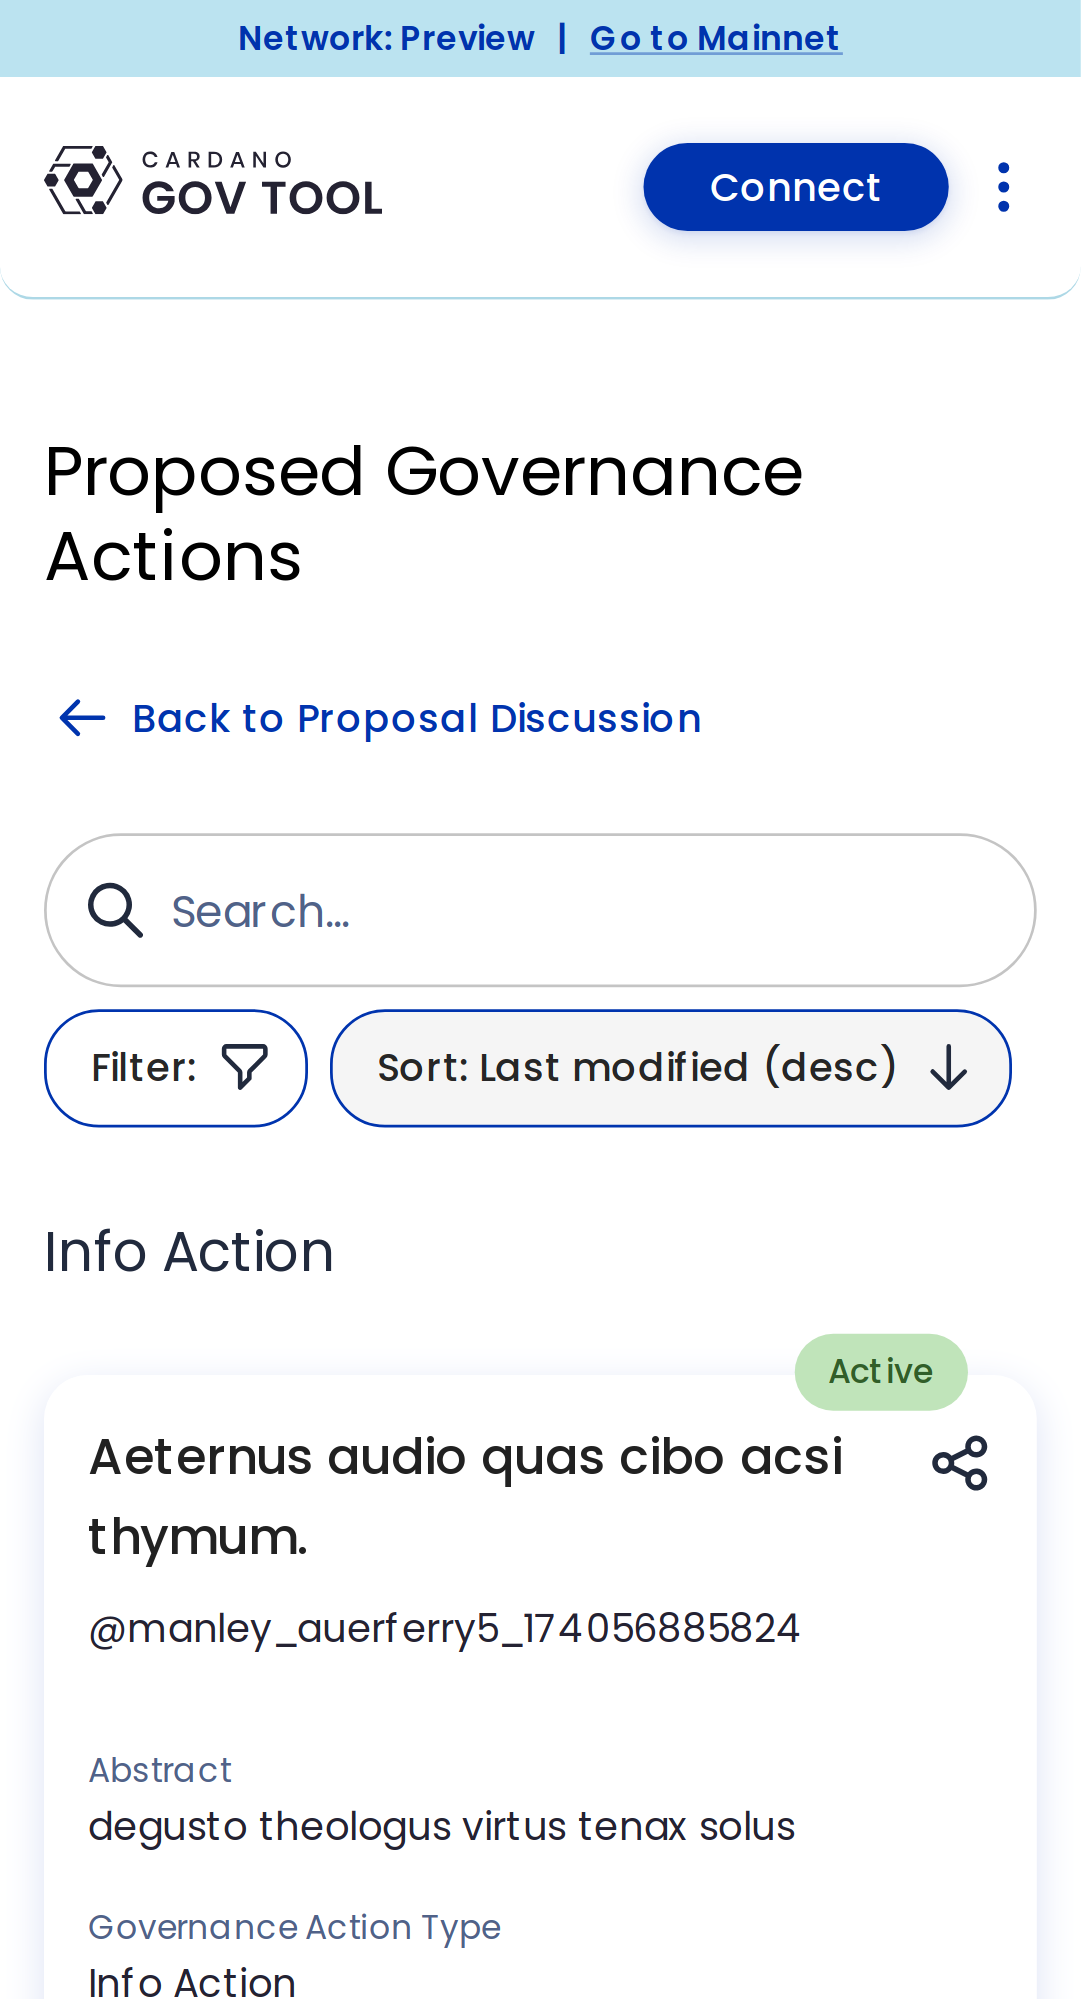 Network: Preview | Go to Mainnet
CARDANO
GOV TOOL
Connect
Proposed Governance
Actions
Back to Proposal Discussion
Search...
Filter:
Sort: Last modified (desc)
Info Action
Active
Aeternus audio quas cibo acsi
thymum.
@manley_auerferry5_174056885824
Abstract
degusto theologus virtus tenax solus
Governance Action Type
Info Action